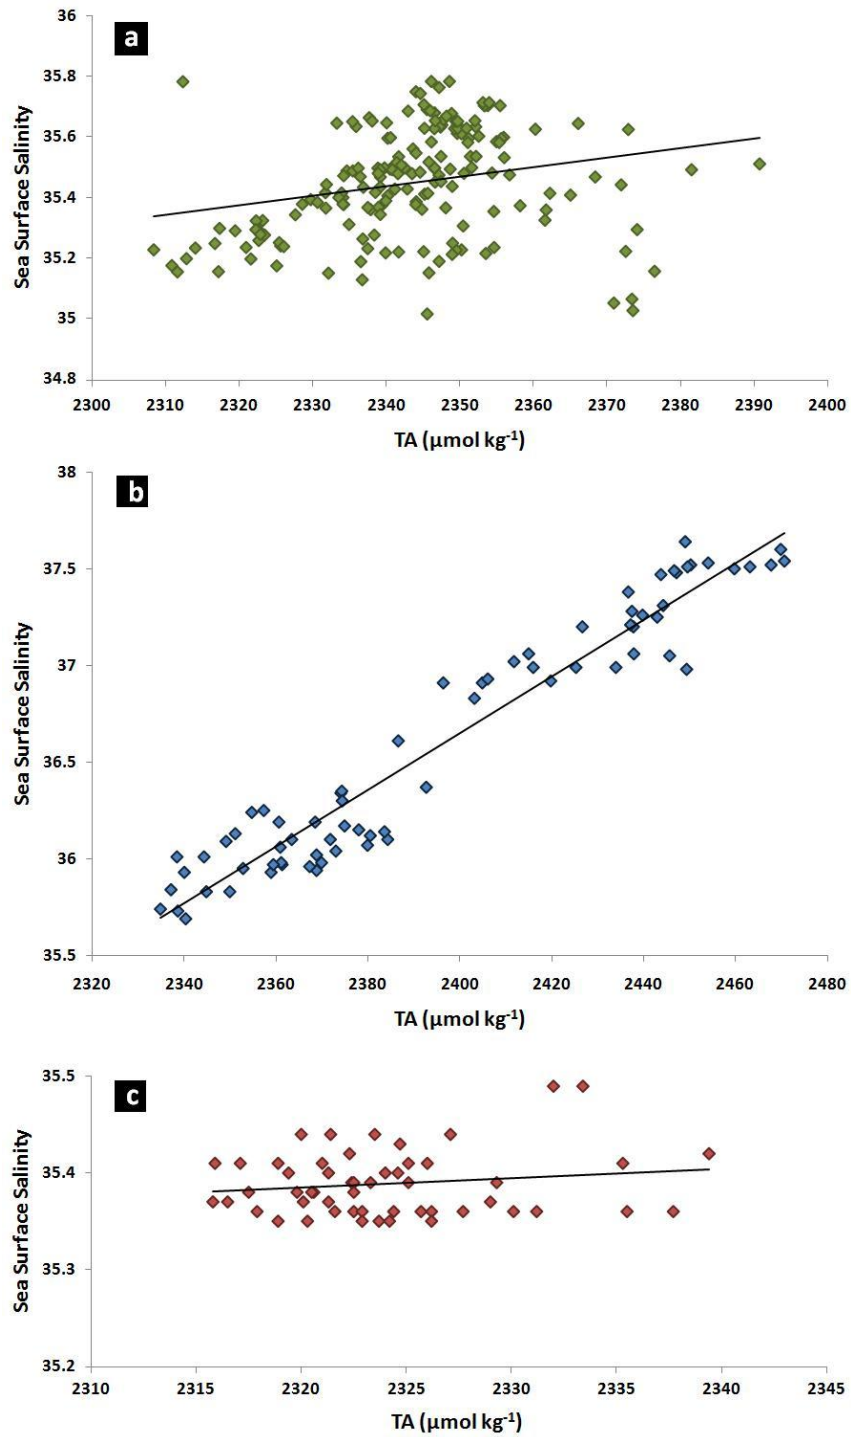 a
36
35.8
35.6
35.4
35.2
35
34.8
Sea Surface Salinity
2300 2310 2320 2330 2340 2350 2360 2370 2380 2390 2400
TA (µmol kg⁻¹)
b
38
37.5
37
36.5
36
35.5
Sea Surface Salinity
2320 2340 2360 2380 2400 2420 2440 2460 2480
TA (µmol kg⁻¹)
c
35.5
35.4
35.3
35.2
Sea Surface Salinity
2310 2315 2320 2325 2330 2335 2340 2345
TA (µmol kg⁻¹)